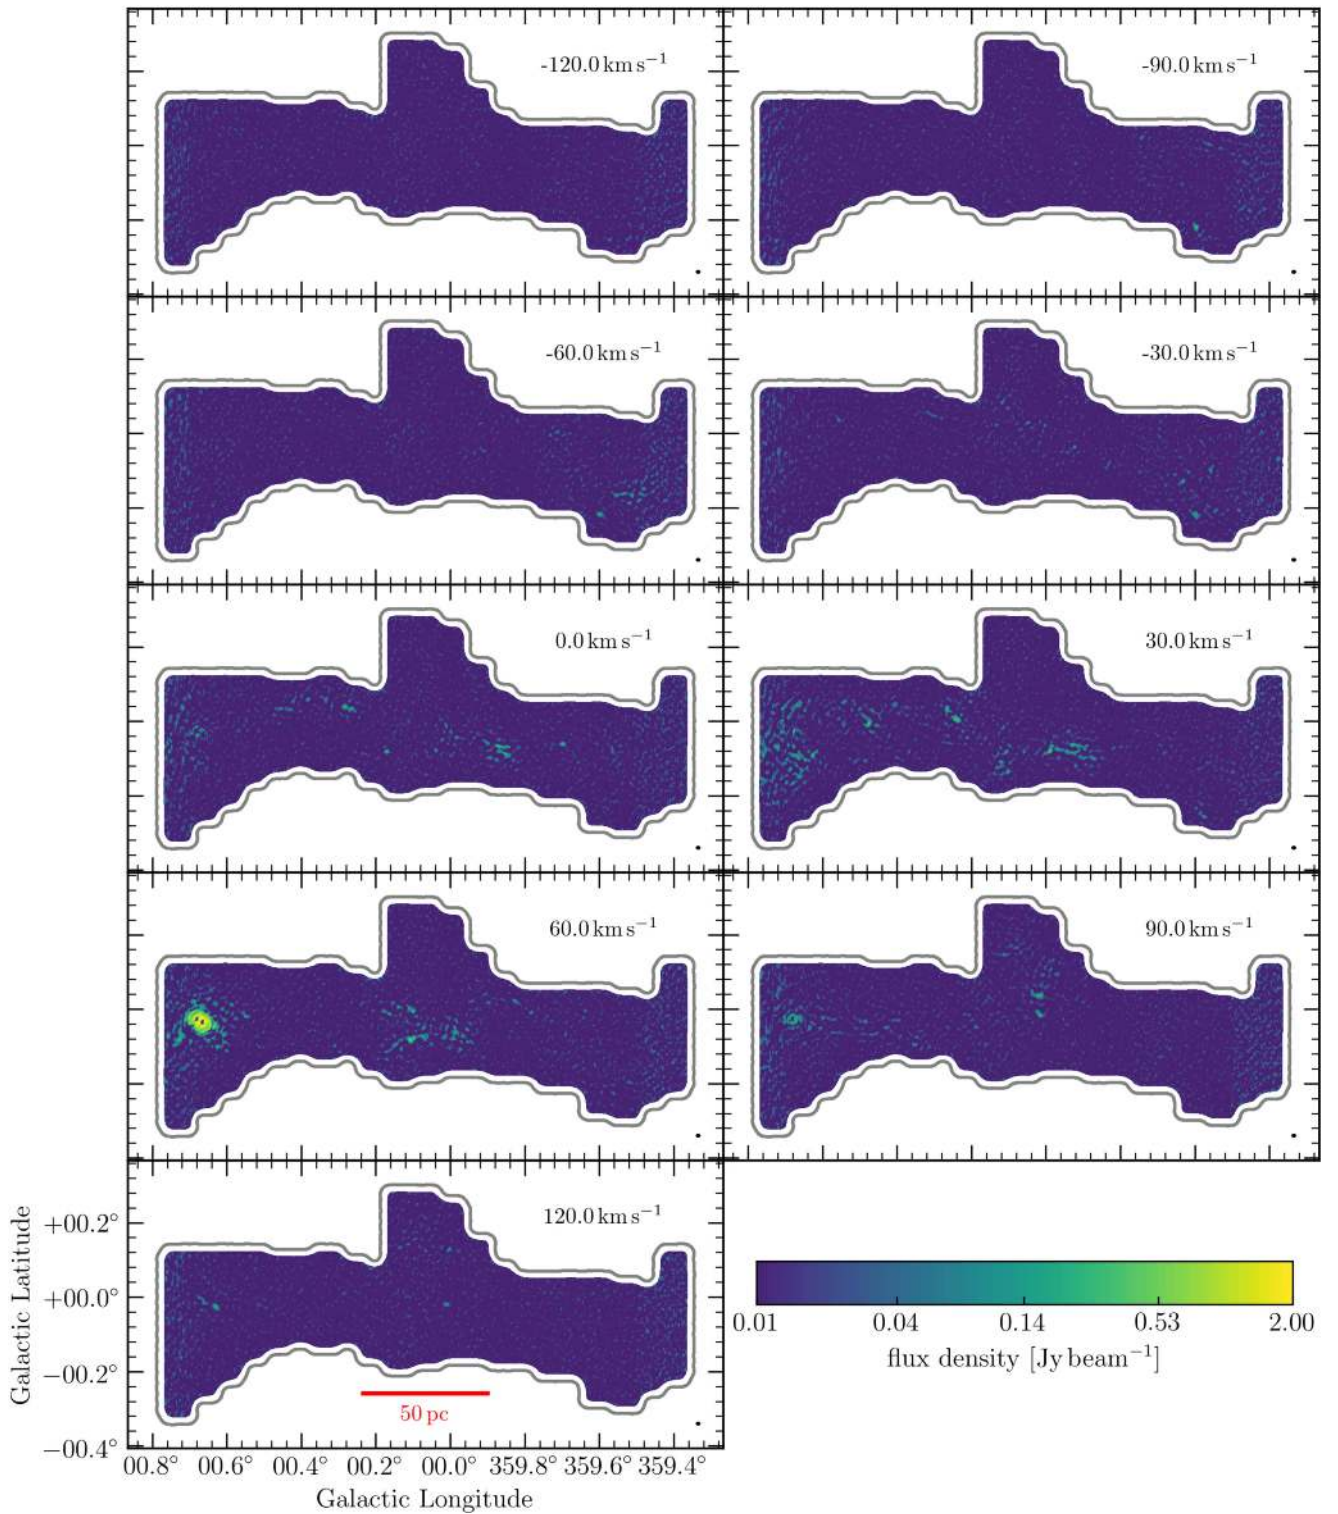 -120.0 km s⁻¹
-90.0 km s⁻¹
-60.0 km s⁻¹
-30.0 km s⁻¹
0.0 km s⁻¹
30.0 km s⁻¹
60.0 km s⁻¹
90.0 km s⁻¹
120.0 km s⁻¹
Galactic Latitude
+00.2°
+00.0°
−00.2°
−00.4°
50 pc
00.8° 00.6° 00.4° 00.2° 00.0° 359.8° 359.6° 359.4°
Galactic Longitude
0.01 0.04 0.14 0.53 2.00
flux density [Jy beam⁻¹]